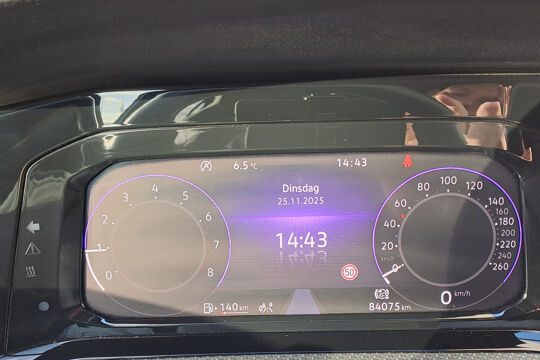 6.5°C 14:43
Dinsdag
25.11.2025
14:43
0 1 2 3 4 5 6 7 8
0 20 40 60 80 100 120 140 160 180 200 220 260
km/h
50
140 km
84075 km
0 km/h